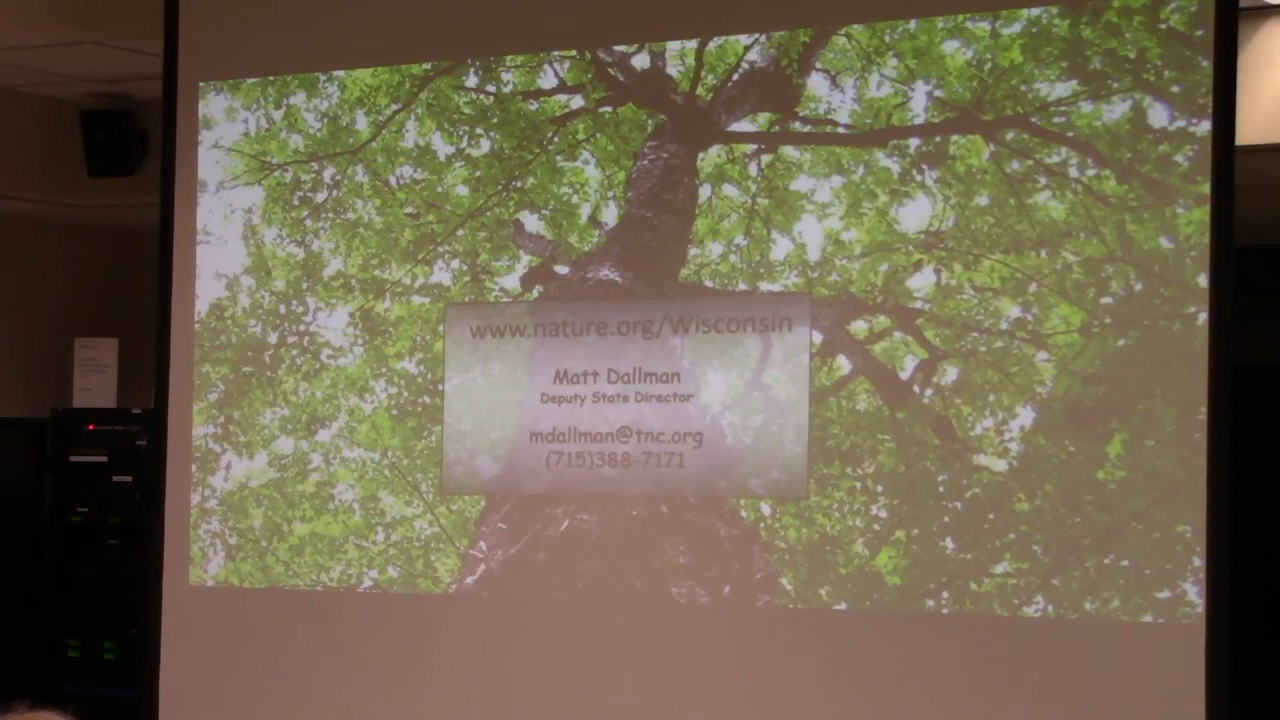 www.nature.org/Wisconsin
Matt Dallman
Deputy State Director
mdallman@tnc.org
(715)388-7171